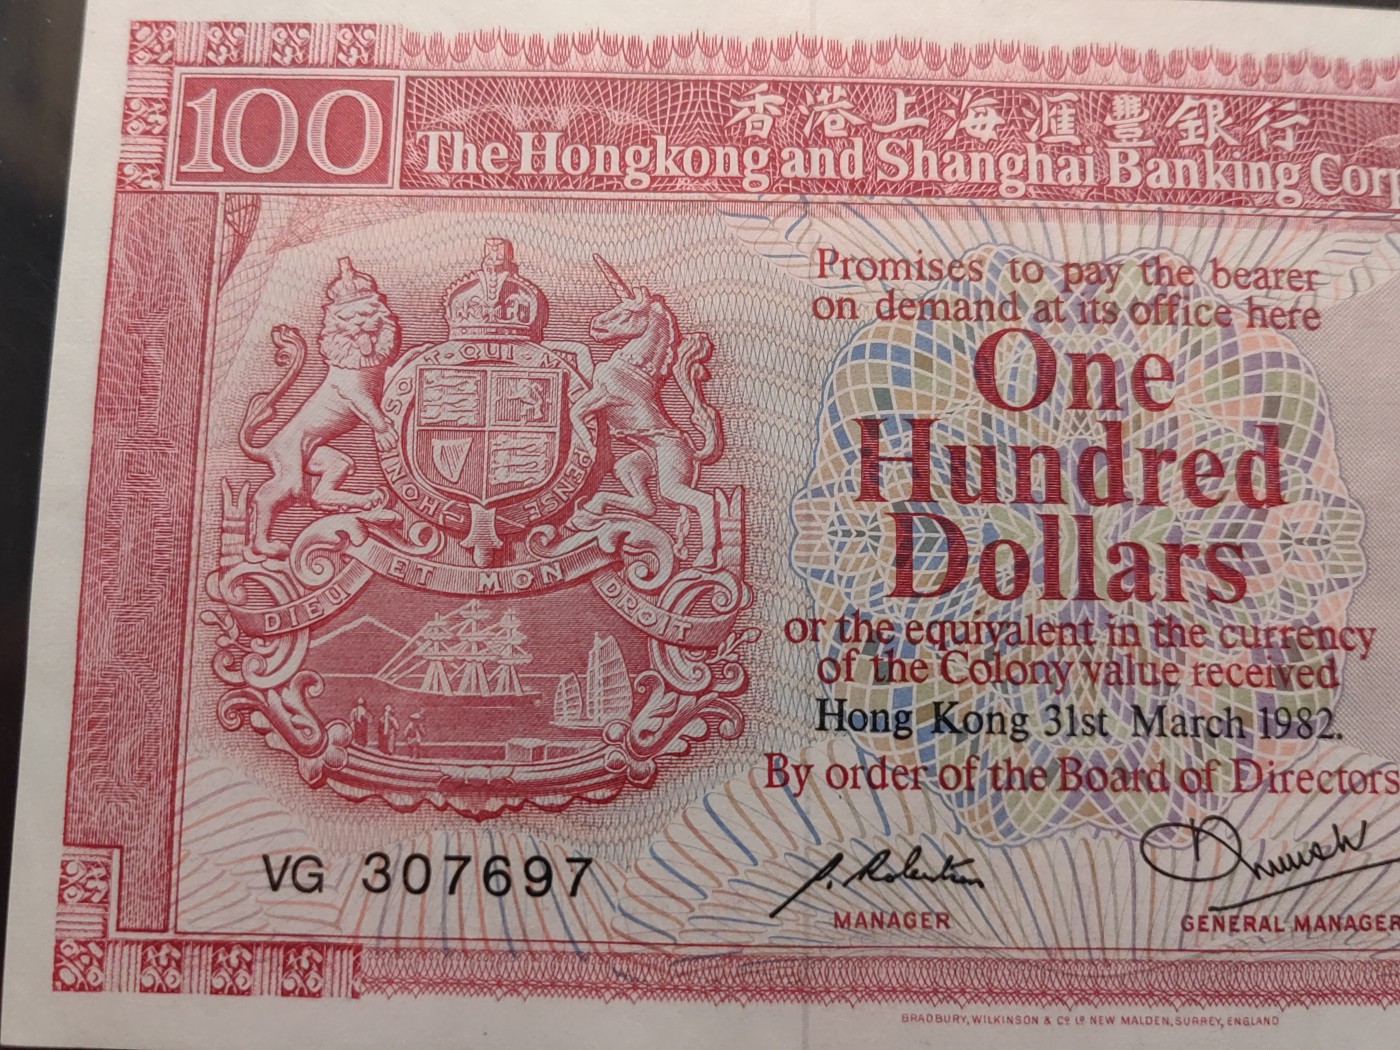 100
香港上海滙豐銀行
The Hongkong and Shanghai Banking Corp
Promises to pay the bearer
on demand at its office here
One
Hundred
Dollars
or the equivalent in the currency
of the Colony value received
Hong Kong 31st March 1982.
By order of the Board of Directors
HONI SOIT QUI M PENSE
DIEU ET MON DROIT
VG 307697
MANAGER
GENERAL MANAGER
BRADBURY, WILKINSON & Cº Lº NEW MALDEN, SURREY, ENGLAND